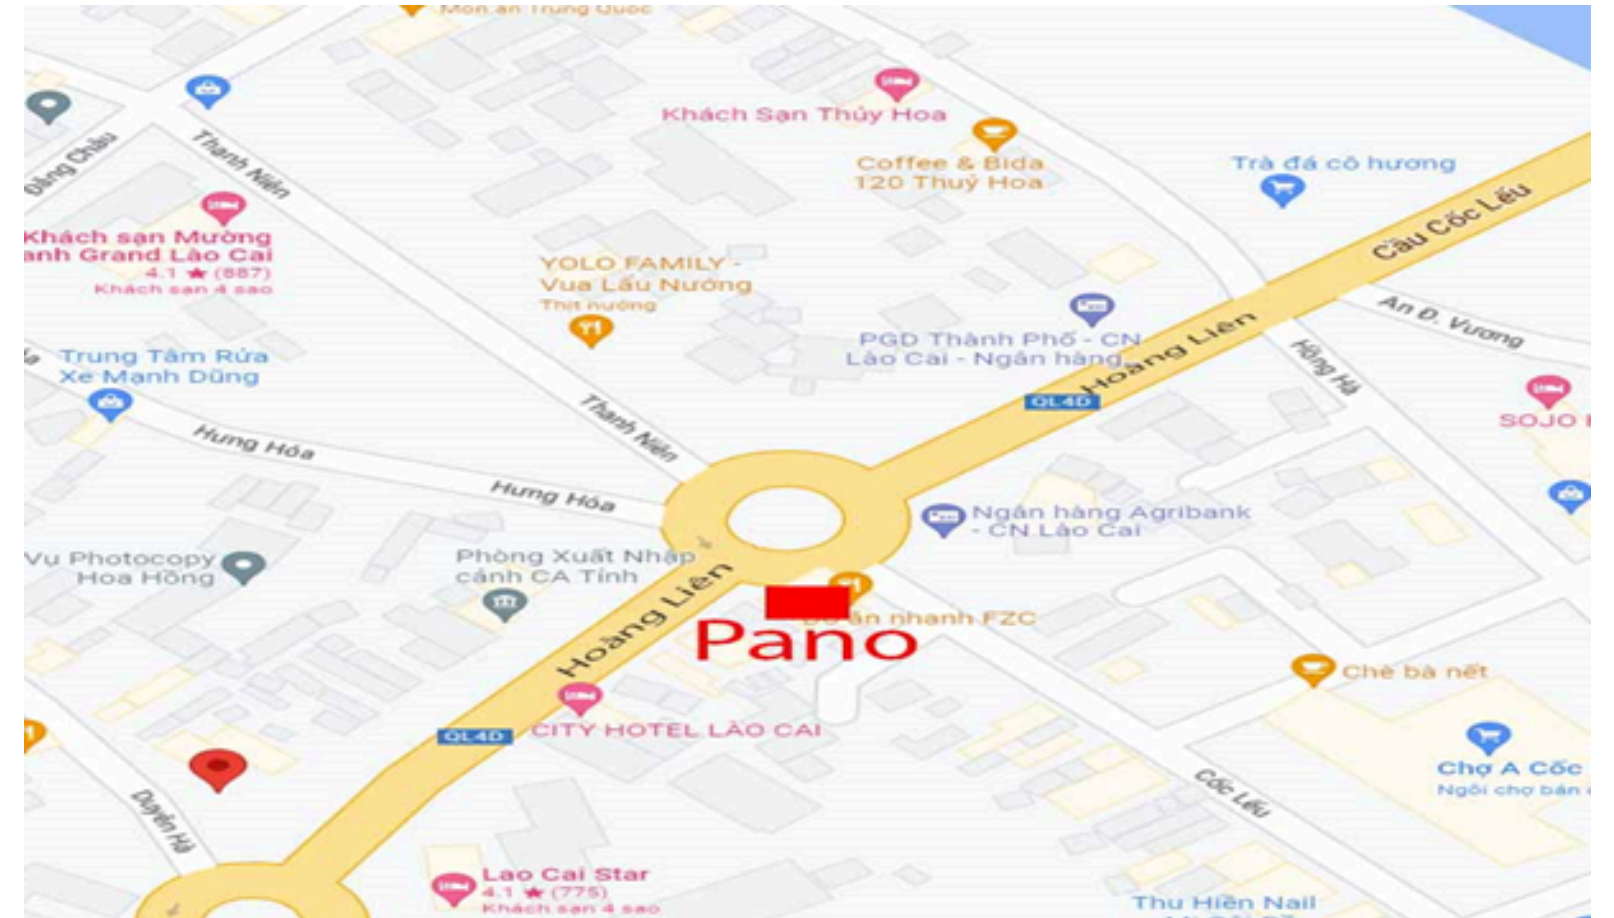 Món ăn Trung Quốc
Khách Sạn Thủy Hoa
Coffee & Bida
120 Thuỷ Hoa
Trà đá cô hương
Cầu Cốc Lếu
Đăng Châu
Thanh Niên
Khách sạn Mường
anh Grand Lào Cai
4.1 ★ (887)
Khách sạn 4 sao
YOLO FAMILY -
Vua Lẩu Nướng
Thịt nướng
PGD Thành Phố - CN
Lào Cai - Ngân hàng...
Hoàng Liên
An D. Vương
Hồng Hà
QL4D
Trung Tâm Rửa
Xe Mạnh Dũng
Thanh Niên
SOJO
Hưng Hóa
Hưng Hóa
Ngân hàng Agribank
- CN Lào Cai
Vu Photocopy
Hoa Hồng
Phòng Xuất Nhập
cảnh CA Tỉnh
Hoàng Liên
ăn nhanh FZC
Pano
Chè bà nết
CITY HOTEL LÀO CAI
QL4D
Chợ A Cốc
Ngôi chợ bán
Cốc Lếu
Duyên Hà
Lao Cai Star
4.1 ★ (775)
Khách sạn 4 sao
Thu Hiền Nail